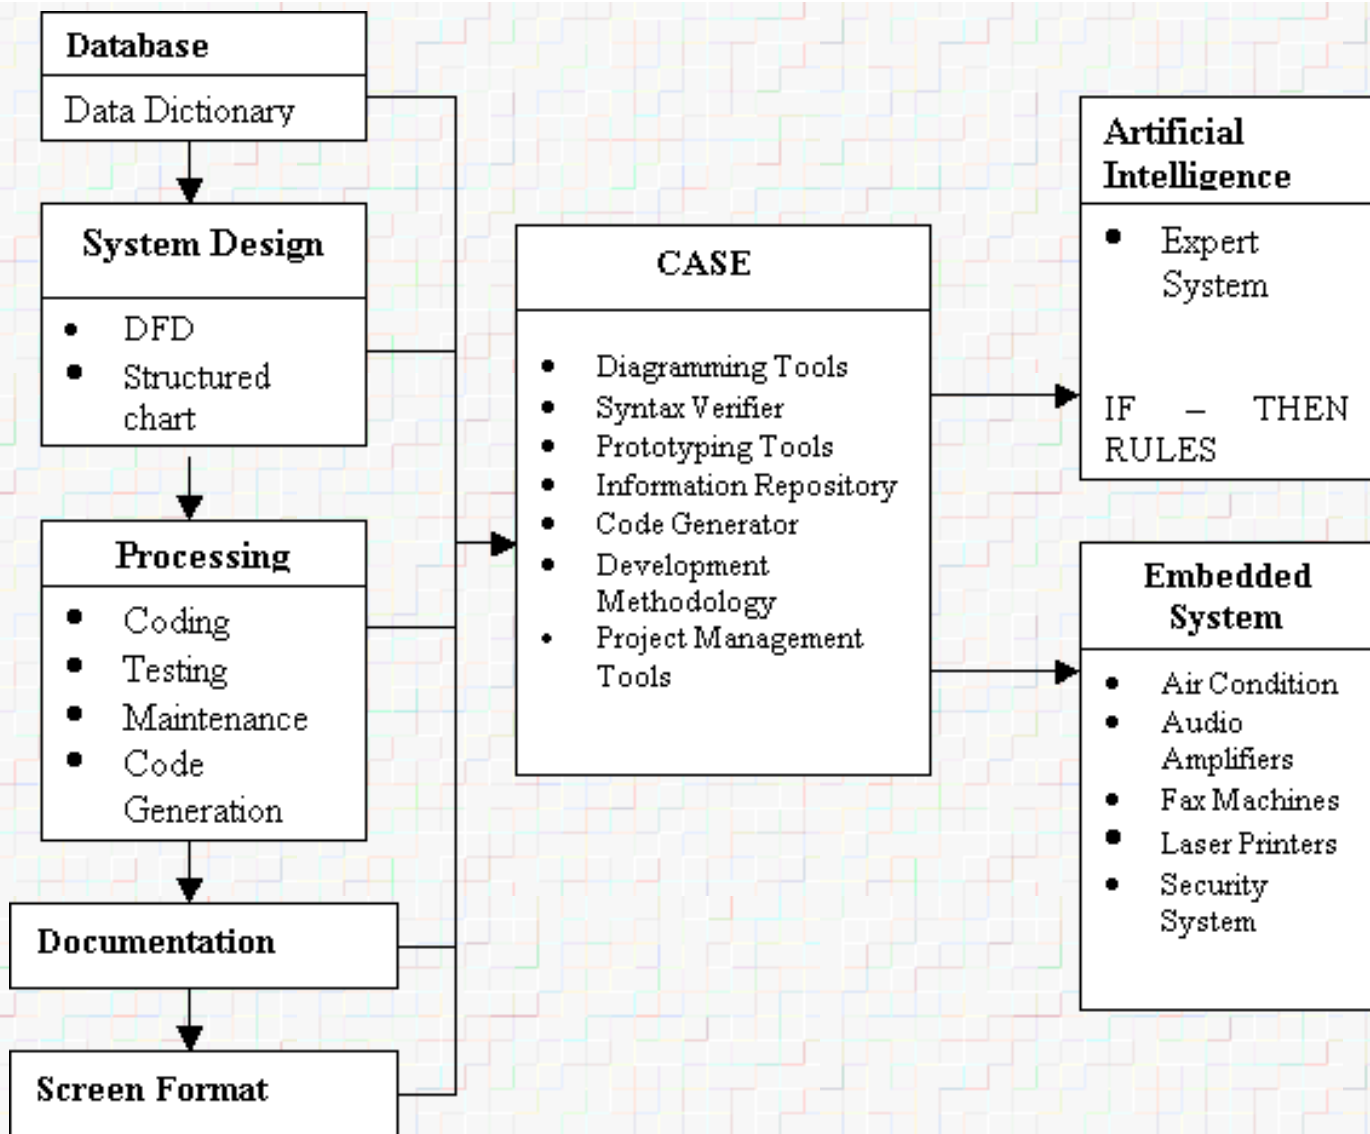 Database
Data Dictionary
System Design
• DFD
• Structured
chart
Processing
• Coding
• Testing
• Maintenance
• Code
Generation
Documentation
Screen Format
CASE
• Diagramming Tools
• Syntax Verifier
• Prototyping Tools
• Information Repository
• Code Generator
• Development
Methodology
• Project Management
Tools
Artificial
Intelligence
• Expert
System
IF – THEN
RULES
Embedded
System
• Air Condition
• Audio
Amplifiers
• Fax Machines
• Laser Printers
• Security
System